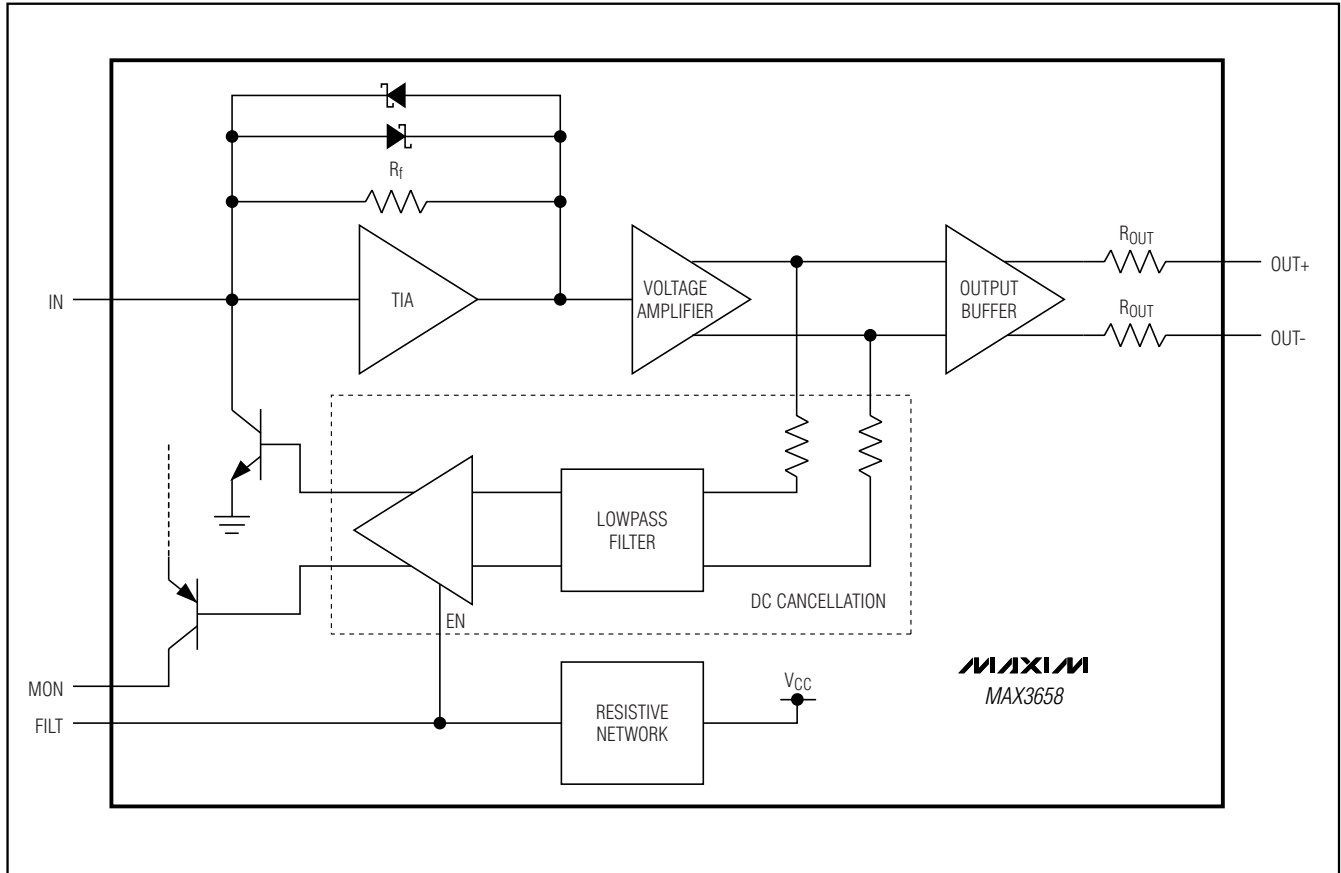 Rf
IN
TIA
VOLTAGE
AMPLIFIER
OUTPUT
BUFFER
ROUT
OUT+
ROUT
OUT-
LOWPASS
FILTER
DC CANCELLATION
EN
MON
FILT
RESISTIVE
NETWORK
VCC
MAXIM
MAX3658